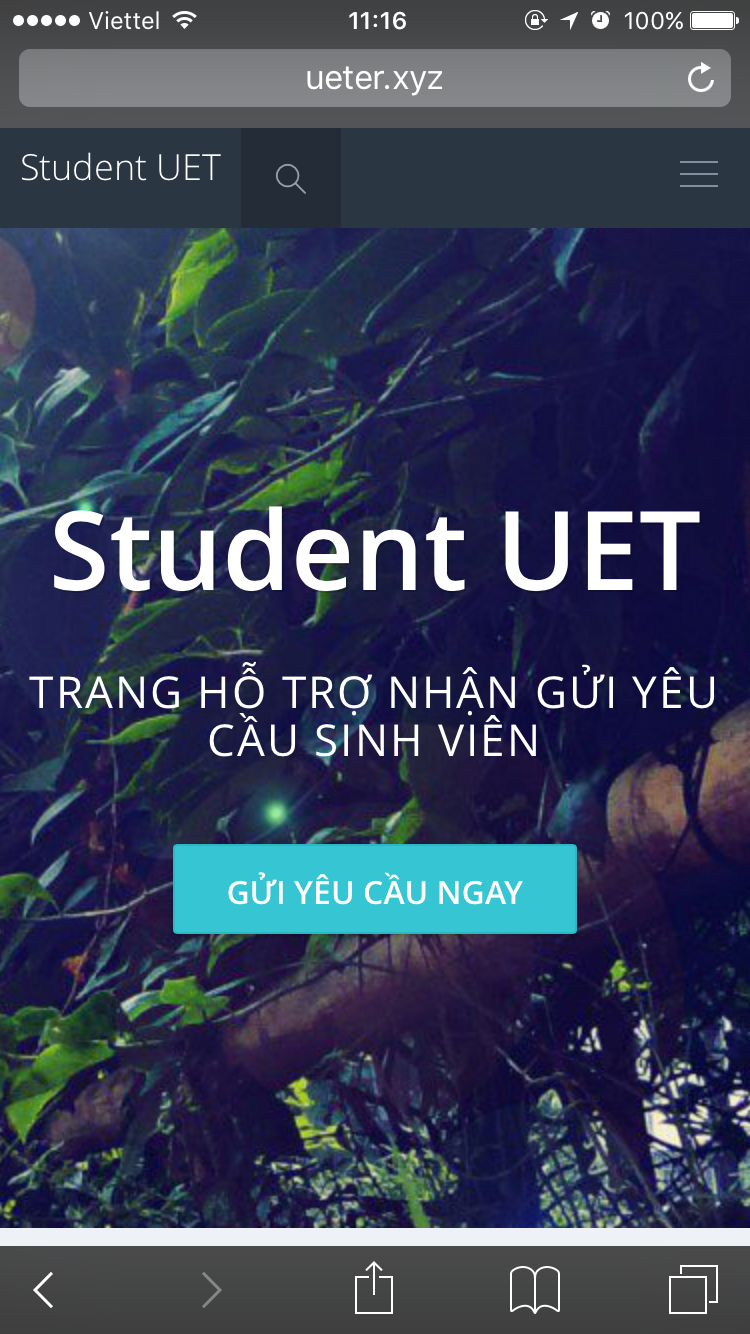 Viettel 11:16 100%
ueter.xyz
Student UET
Student UET
TRANG HỖ TRỢ NHẬN GỬI YÊU
CẦU SINH VIÊN
GỬI YÊU CẦU NGAY